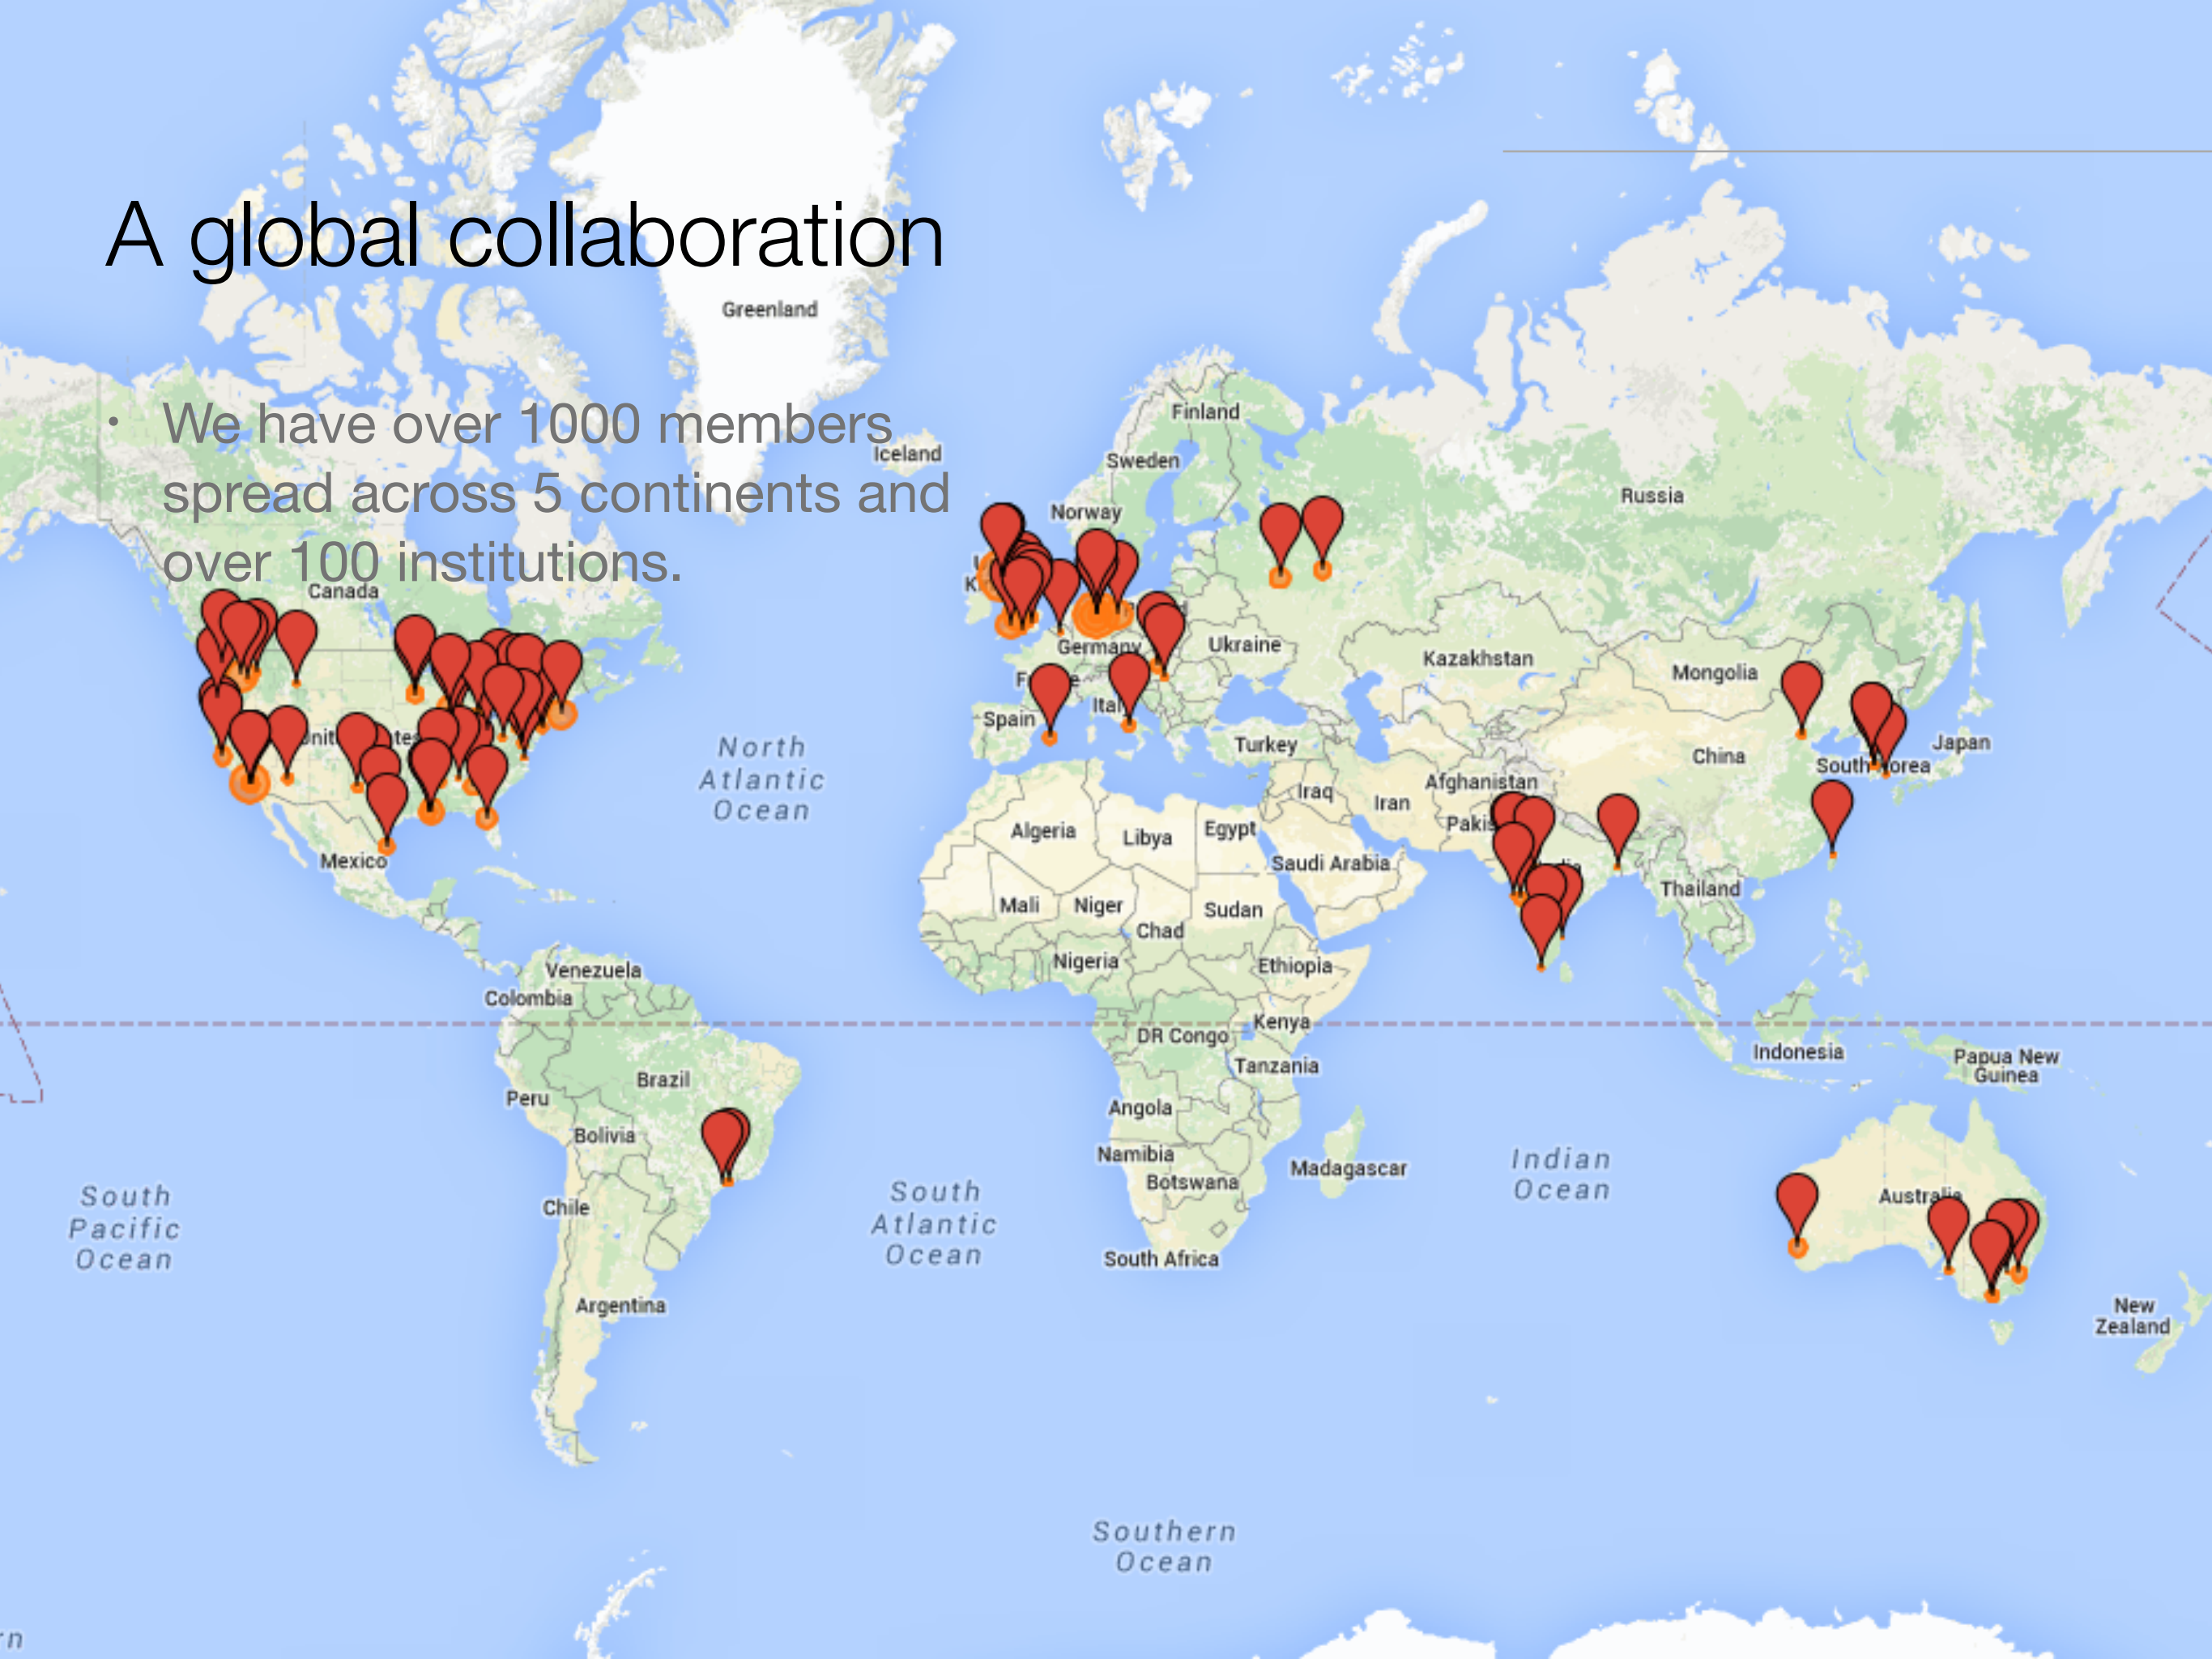 A global collaboration
Greenland
• We have over 1000 members
spread across 5 continents and
over 100 institutions.
Iceland
Finland
Sweden
Norway
Russia
Canada
Germany
Ukraine
Kazakhstan
Mongolia
Spain
Turkey
China
Japan
North
Atlantic
Ocean
Afghanistan
Iraq
Iran
Algeria
Libya
Egypt
Saudi Arabia
Mexico
Thailand
Mali
Niger
Sudan
Chad
Nigeria
Ethiopia
Venezuela
Colombia
Kenya
DR Congo
Tanzania
Indonesia
Papua New
Guinea
Brazil
Peru
Angola
Bolivia
Namibia
Botswana
Madagascar
Indian
Ocean
South
Pacific
Ocean
South
Atlantic
Ocean
Chile
Australia
South Africa
Argentina
New
Zealand
Southern
Ocean
rn